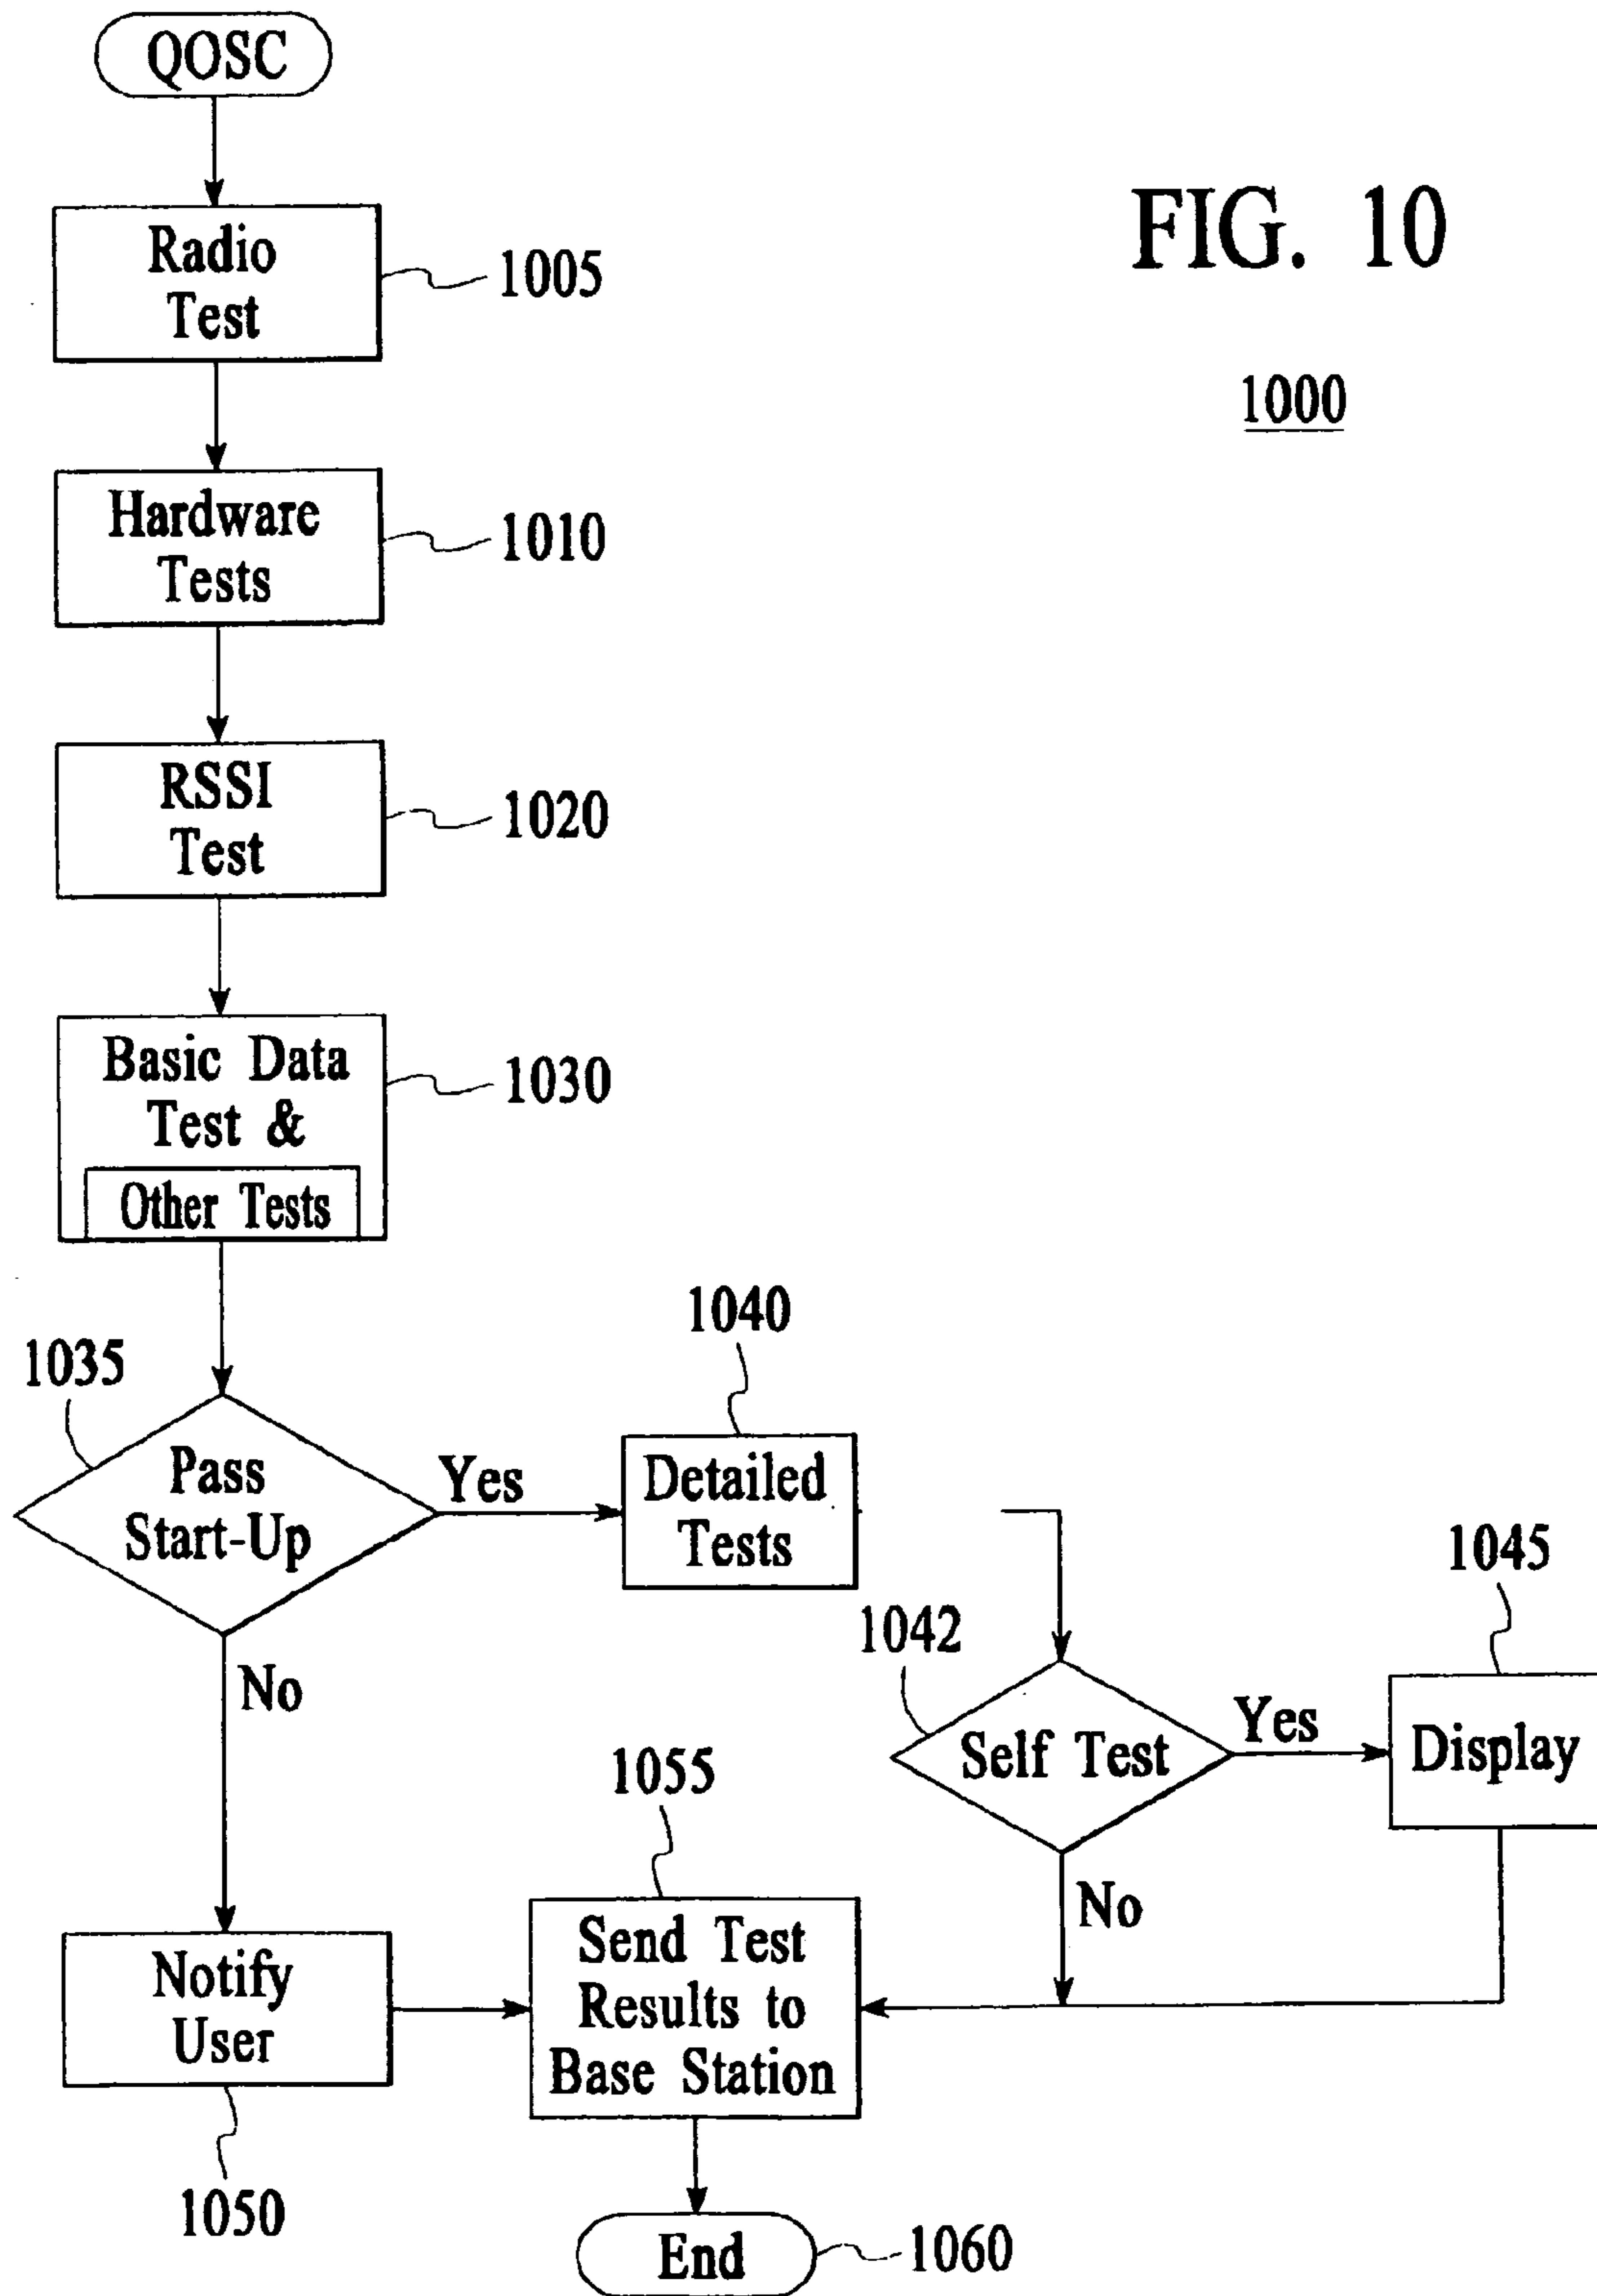 QOSC
FIG. 10
1000
Radio
Test
1005
Hardware
Tests
1010
RSSI
Test
1020
Basic Data
Test &
Other Tests
1030
1035
Pass
Start-Up
Yes
No
1040
Detailed
Tests
1042
Self Test
Yes
No
1045
Display
Notify
User
1050
1055
Send Test
Results to
Base Station
End
1060